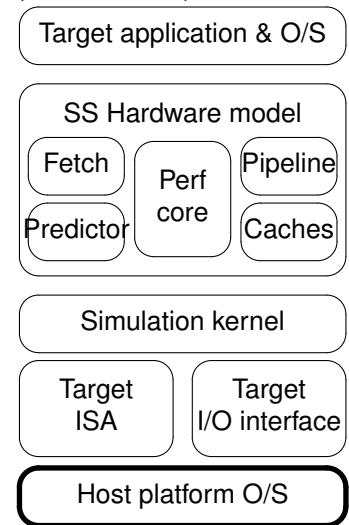 Target application & O/S
SS Hardware model
Fetch
Perf
core
Pipeline
Predictor
Caches
Simulation kernel
Target
ISA
Target
I/O interface
Host platform O/S